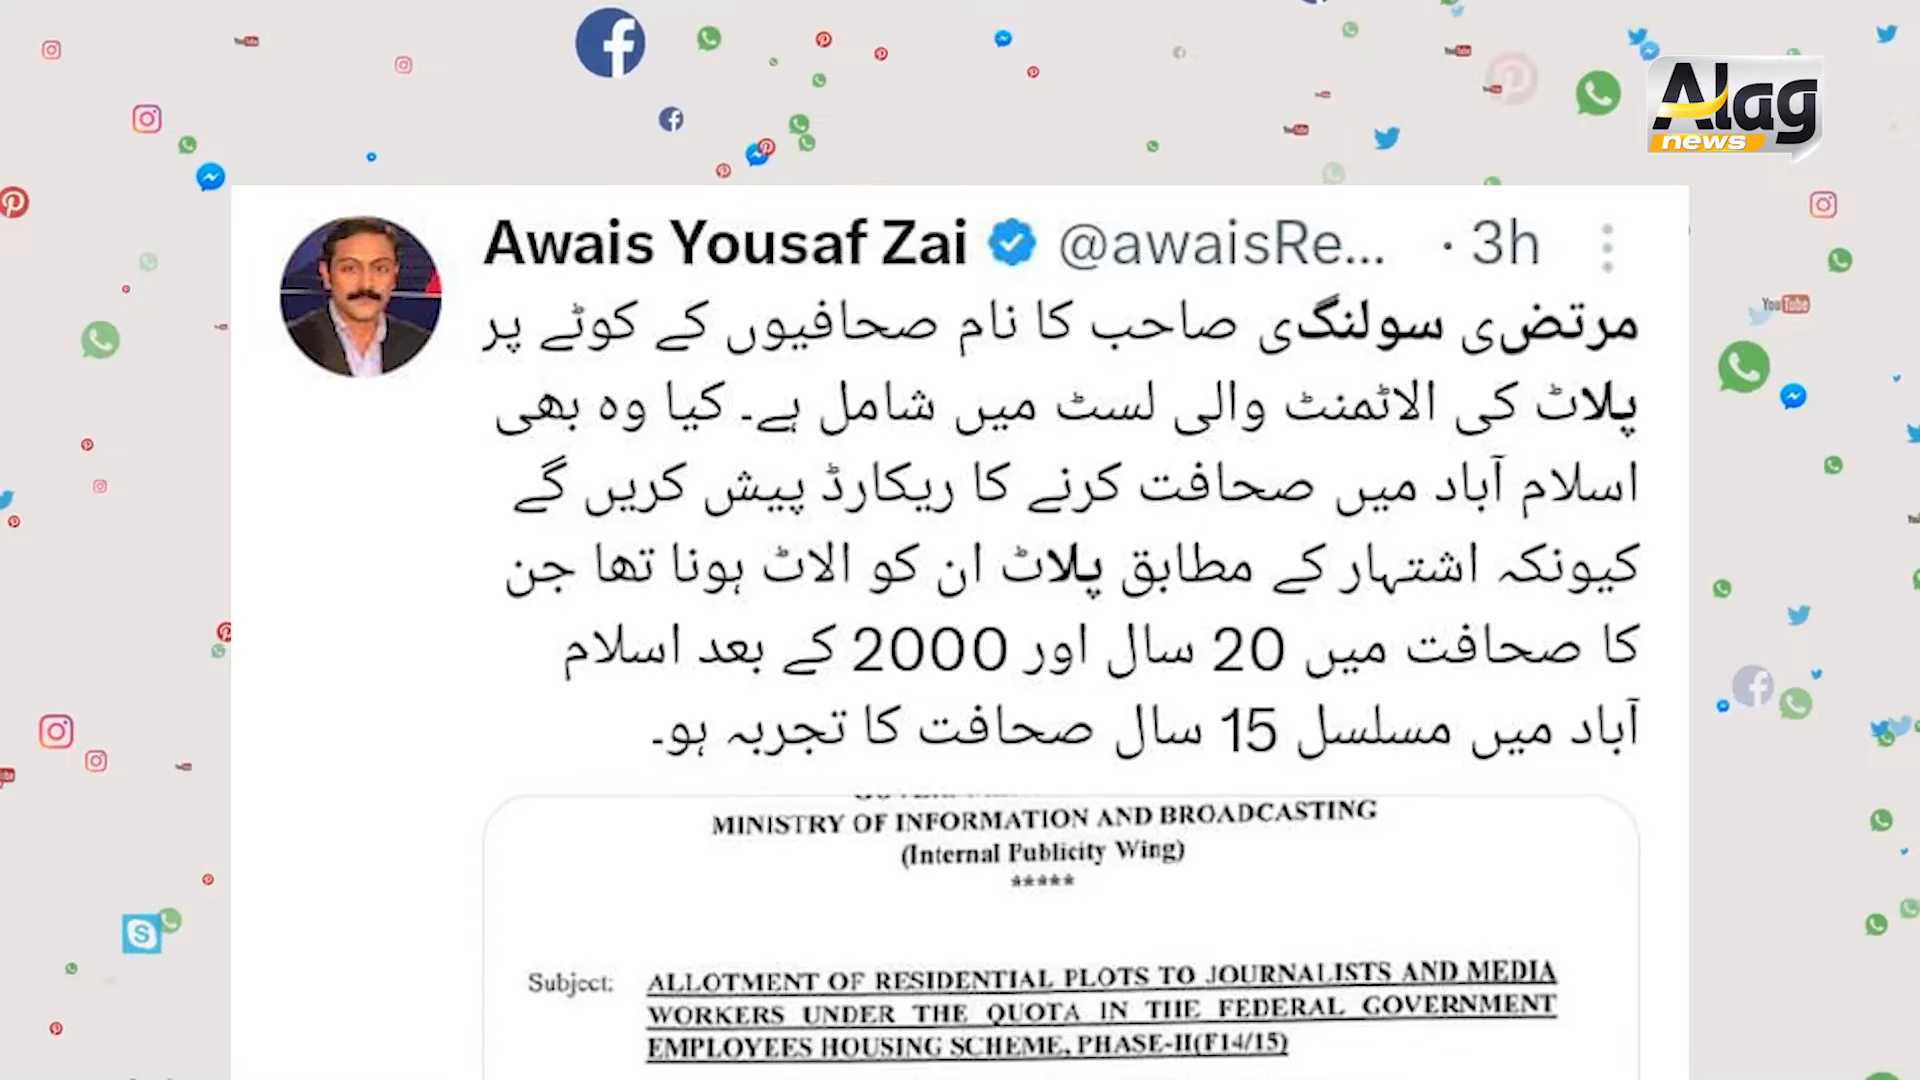 Alag
news
Awais Yousaf Zai @awaisRe... · 3h
مرتضی سولنگی صاحب کا نام صحافیوں کے کوٹے پر
پلاٹ کی الاٹمنٹ والی لسٹ میں شامل ہے۔ کیا وہ بھی
اسلام آباد میں صحافت کرنے کا ریکارڈ پیش کریں گے
کیونکہ اشتہار کے مطابق پلاٹ ان کو الاٹ ہونا تھا جن
کا صحافت میں 20 سال اور 2000 کے بعد اسلام
آباد میں مسلسل 15 سال صحافت کا تجربہ ہو۔
MINISTRY OF INFORMATION AND BROADCASTING
(Internal Publicity Wing)
*****
Subject: ALLOTMENT OF RESIDENTIAL PLOTS TO JOURNALISTS AND MEDIA
WORKERS UNDER THE QUOTA IN THE FEDERAL GOVERNMENT
EMPLOYEES HOUSING SCHEME, PHASE-II(F14/15)